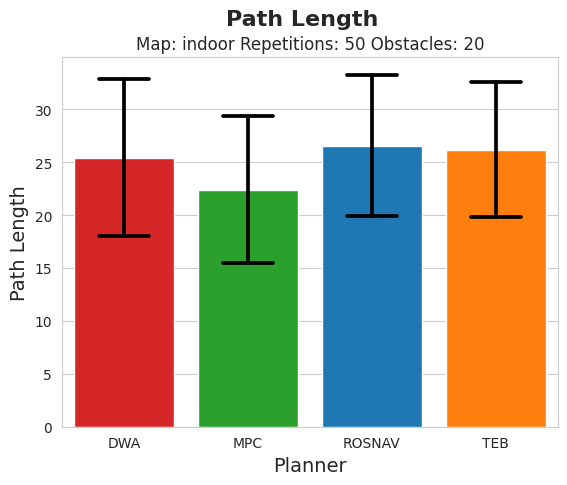 Path Length
Map: indoor Repetitions: 50 Obstacles: 20
Path Length
30
25
20
15
10
5
0
DWA MPC ROSNAV TEB
Planner